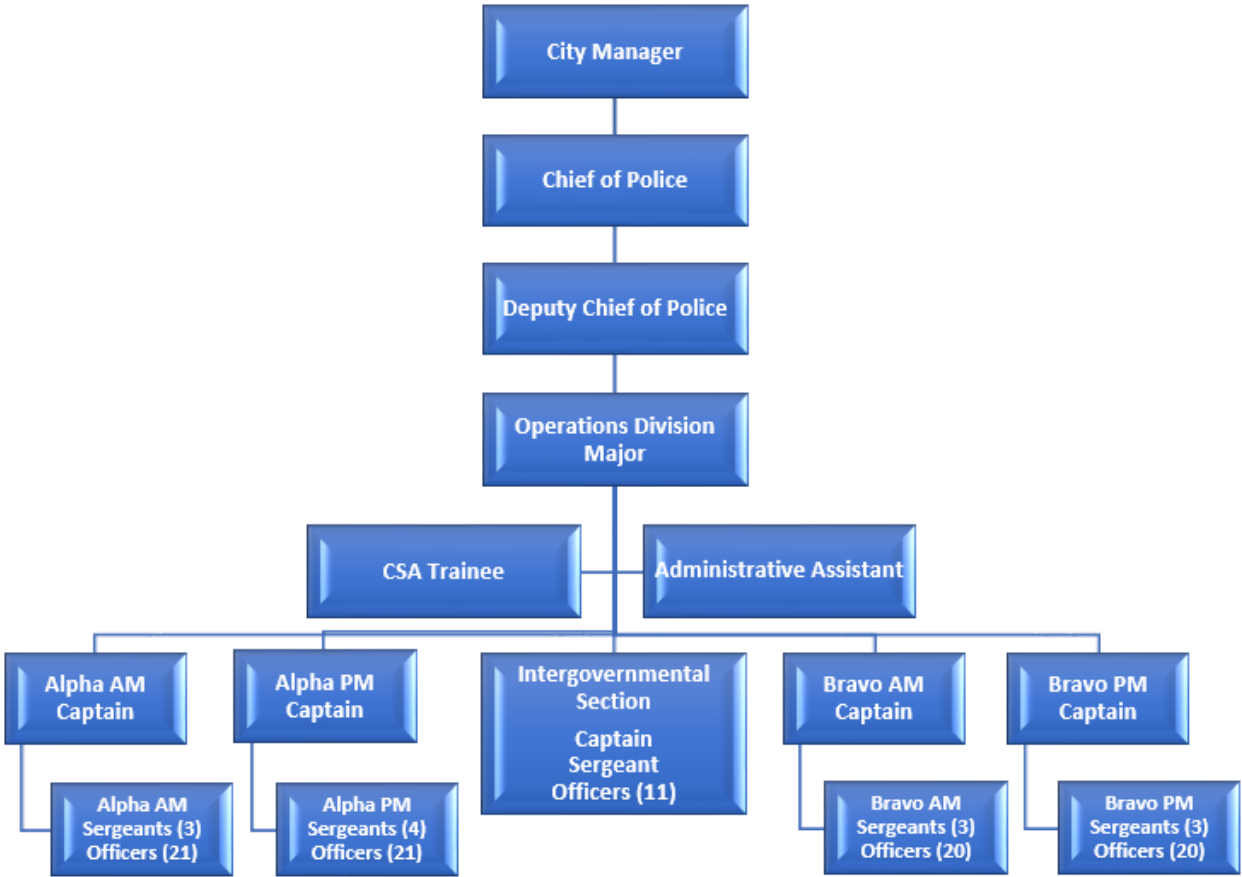 City Manager
Chief of Police
Deputy Chief of Police
Operations Division
Major
CSA Trainee
Administrative Assistant
Alpha AM
Captain
Alpha PM
Captain
Intergovernmental
Section
Captain
Sergeant
Officers (11)
Bravo AM
Captain
Bravo PM
Captain
Alpha AM
Sergeants (3)
Officers (21)
Alpha PM
Sergeants (4)
Officers (21)
Bravo AM
Sergeants (3)
Officers (20)
Bravo PM
Sergeants (3)
Officers (20)